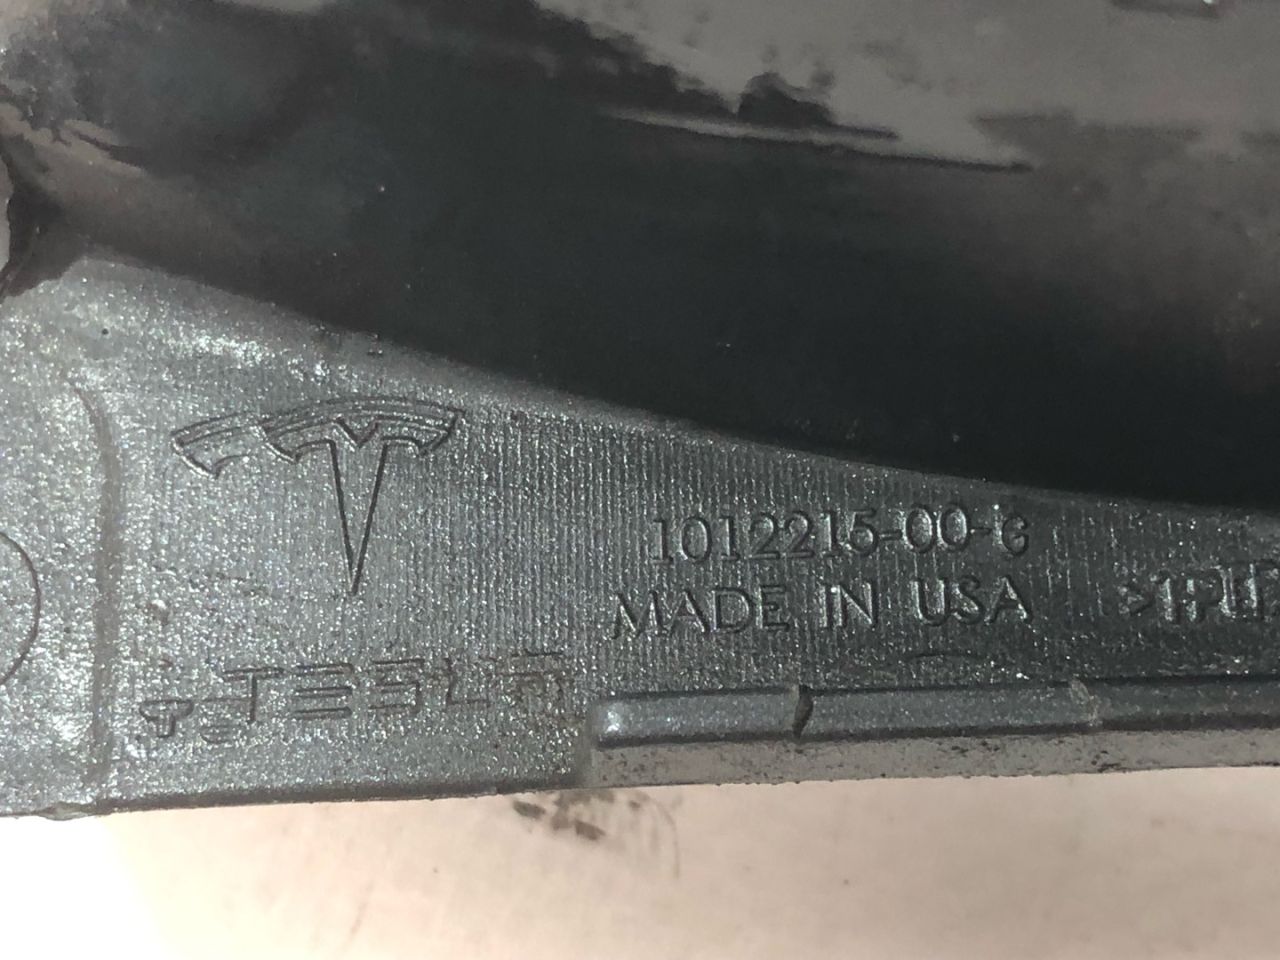 1012215-00-G
MADE IN USA
TESLA